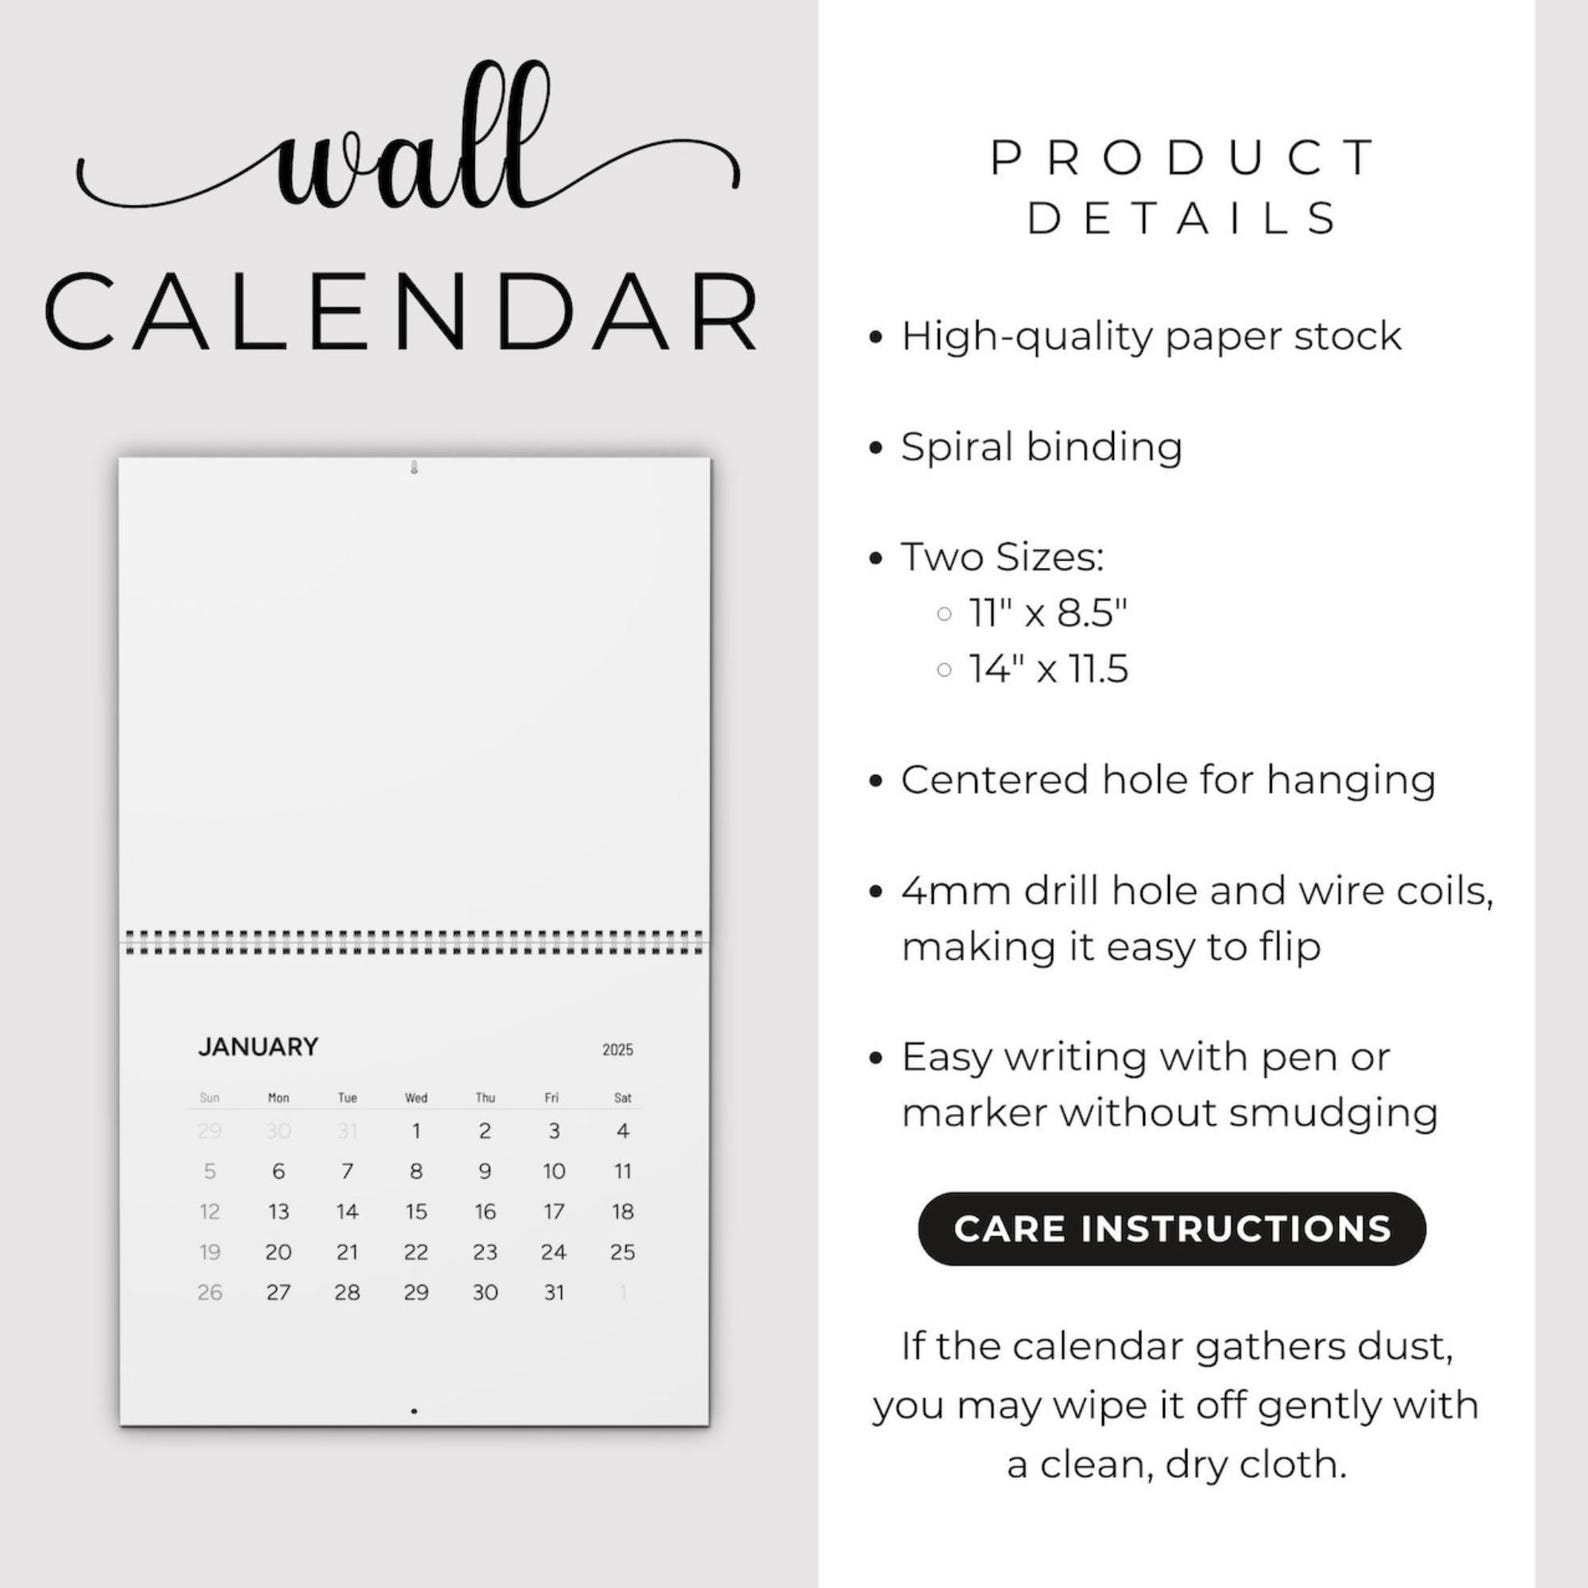 wall
CALENDAR
JANUARY 2025
Sun Mon Tue Wed Thu Fri Sat
29 30 31 1 2 3 4
5 6 7 8 9 10 11
12 13 14 15 16 17 18
19 20 21 22 23 24 25
26 27 28 29 30 31 1
PRODUCT
DETAILS
• High-quality paper stock
• Spiral binding
• Two Sizes:
○ 11" x 8.5"
○ 14" x 11.5
• Centered hole for hanging
• 4mm drill hole and wire coils,
making it easy to flip
• Easy writing with pen or
marker without smudging
CARE INSTRUCTIONS
If the calendar gathers dust,
you may wipe it off gently with
a clean, dry cloth.